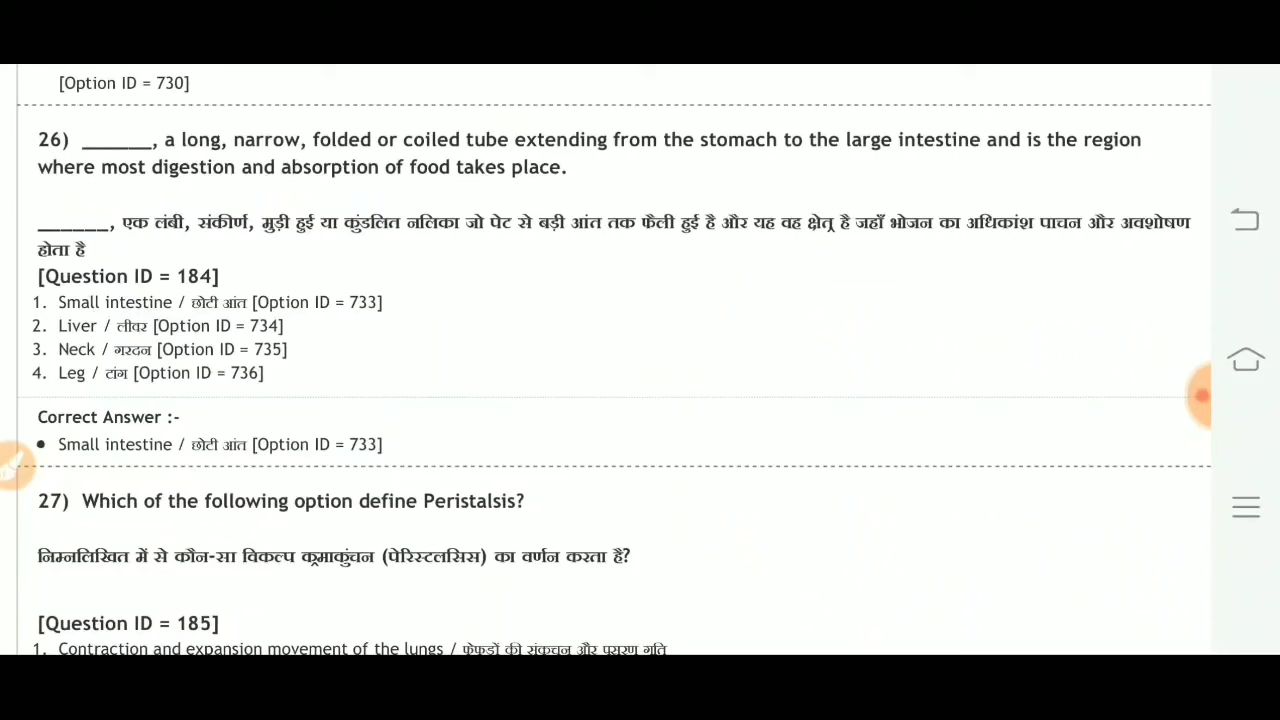 [Option ID = 730]
26) ______, a long, narrow, folded or coiled tube extending from the stomach to the large intestine and is the region
where most digestion and absorption of food takes place.
______, एक लंबी, संकीर्ण, मुड़ी हुई या कुंडलित नलिका जो पेट से बड़ी आंत तक फैली हुई है और यह वह क्षेत्र है जहाँ भोजन का अधिकांश पाचन और अवशोषण
होता है
[Question ID = 184]
1. Small intestine / छोटी आंत [Option ID = 733]
2. Liver / लीवर [Option ID = 734]
3. Neck / गरदन [Option ID = 735]
4. Leg / टांग [Option ID = 736]
Correct Answer :-
• Small intestine / छोटी आंत [Option ID = 733]
27) Which of the following option define Peristalsis?
निम्नलिखित में से कौन-सा विकल्प क्रमाकुंचन (पेरिस्टलसिस) का वर्णन करता है?
[Question ID = 185]
1. Contraction and expansion movement of the lungs / फेफड़ों की संकुचन और प्रसरण गति